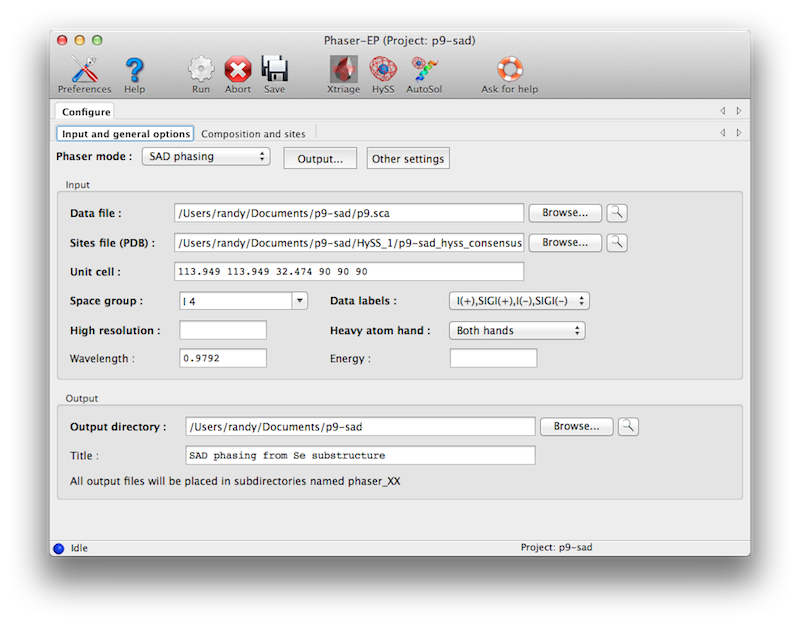 Phaser-EP (Project: p9-sad)
Preferences Help Run Abort Save Xtriage HySS AutoSol Ask for help
Configure
Input and general options Composition and sites
Phaser mode : SAD phasing Output... Other settings
Input
Data file : /Users/randy/Documents/p9-sad/p9.sca Browse...
Sites file (PDB) : /Users/randy/Documents/p9-sad/HySS_1/p9-sad_hyss_consensus Browse...
Unit cell : 113.949 113.949 32.474 90 90 90
Space group : I 4 Data labels : I(+),SIGI(+),I(-),SIGI(-)
High resolution : Heavy atom hand : Both hands
Wavelength : 0.9792 Energy :
Output
Output directory : /Users/randy/Documents/p9-sad Browse...
Title : SAD phasing from Se substructure
All output files will be placed in subdirectories named phaser_XX
Idle Project: p9-sad